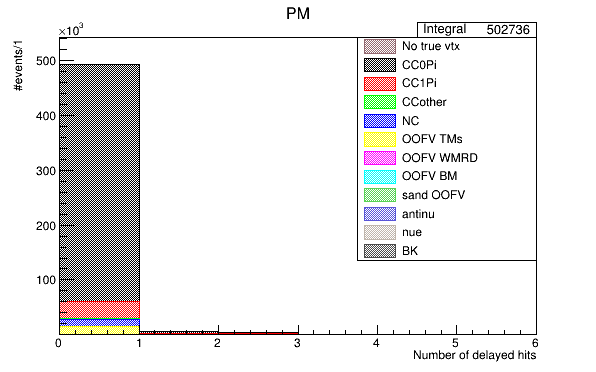 PM
Integral 502736
×10³
#events/1
500
400
300
200
100
0 1 2 3 4 5 6
Number of delayed hits
No true vtx
CC0Pi
CC1Pi
CCother
NC
OOFV TMs
OOFV WMRD
OOFV BM
sand OOFV
antinu
nue
BK